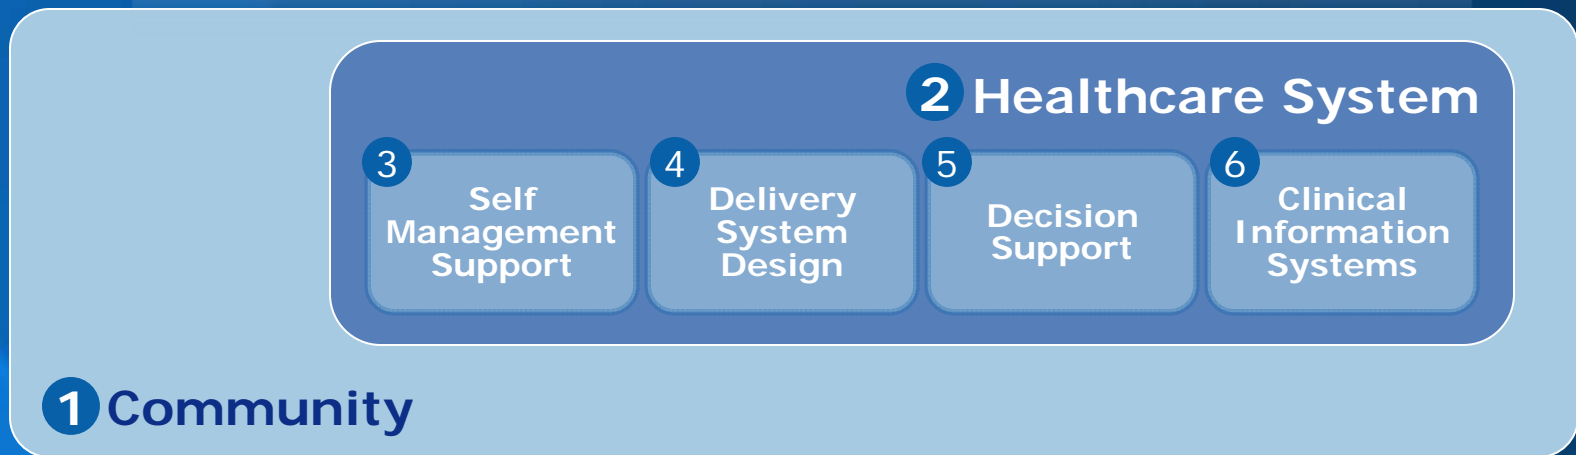 2 Healthcare System
3
Self
Management
Support
4
Delivery
System
Design
5
Decision
Support
6
Clinical
Information
Systems
1 Community